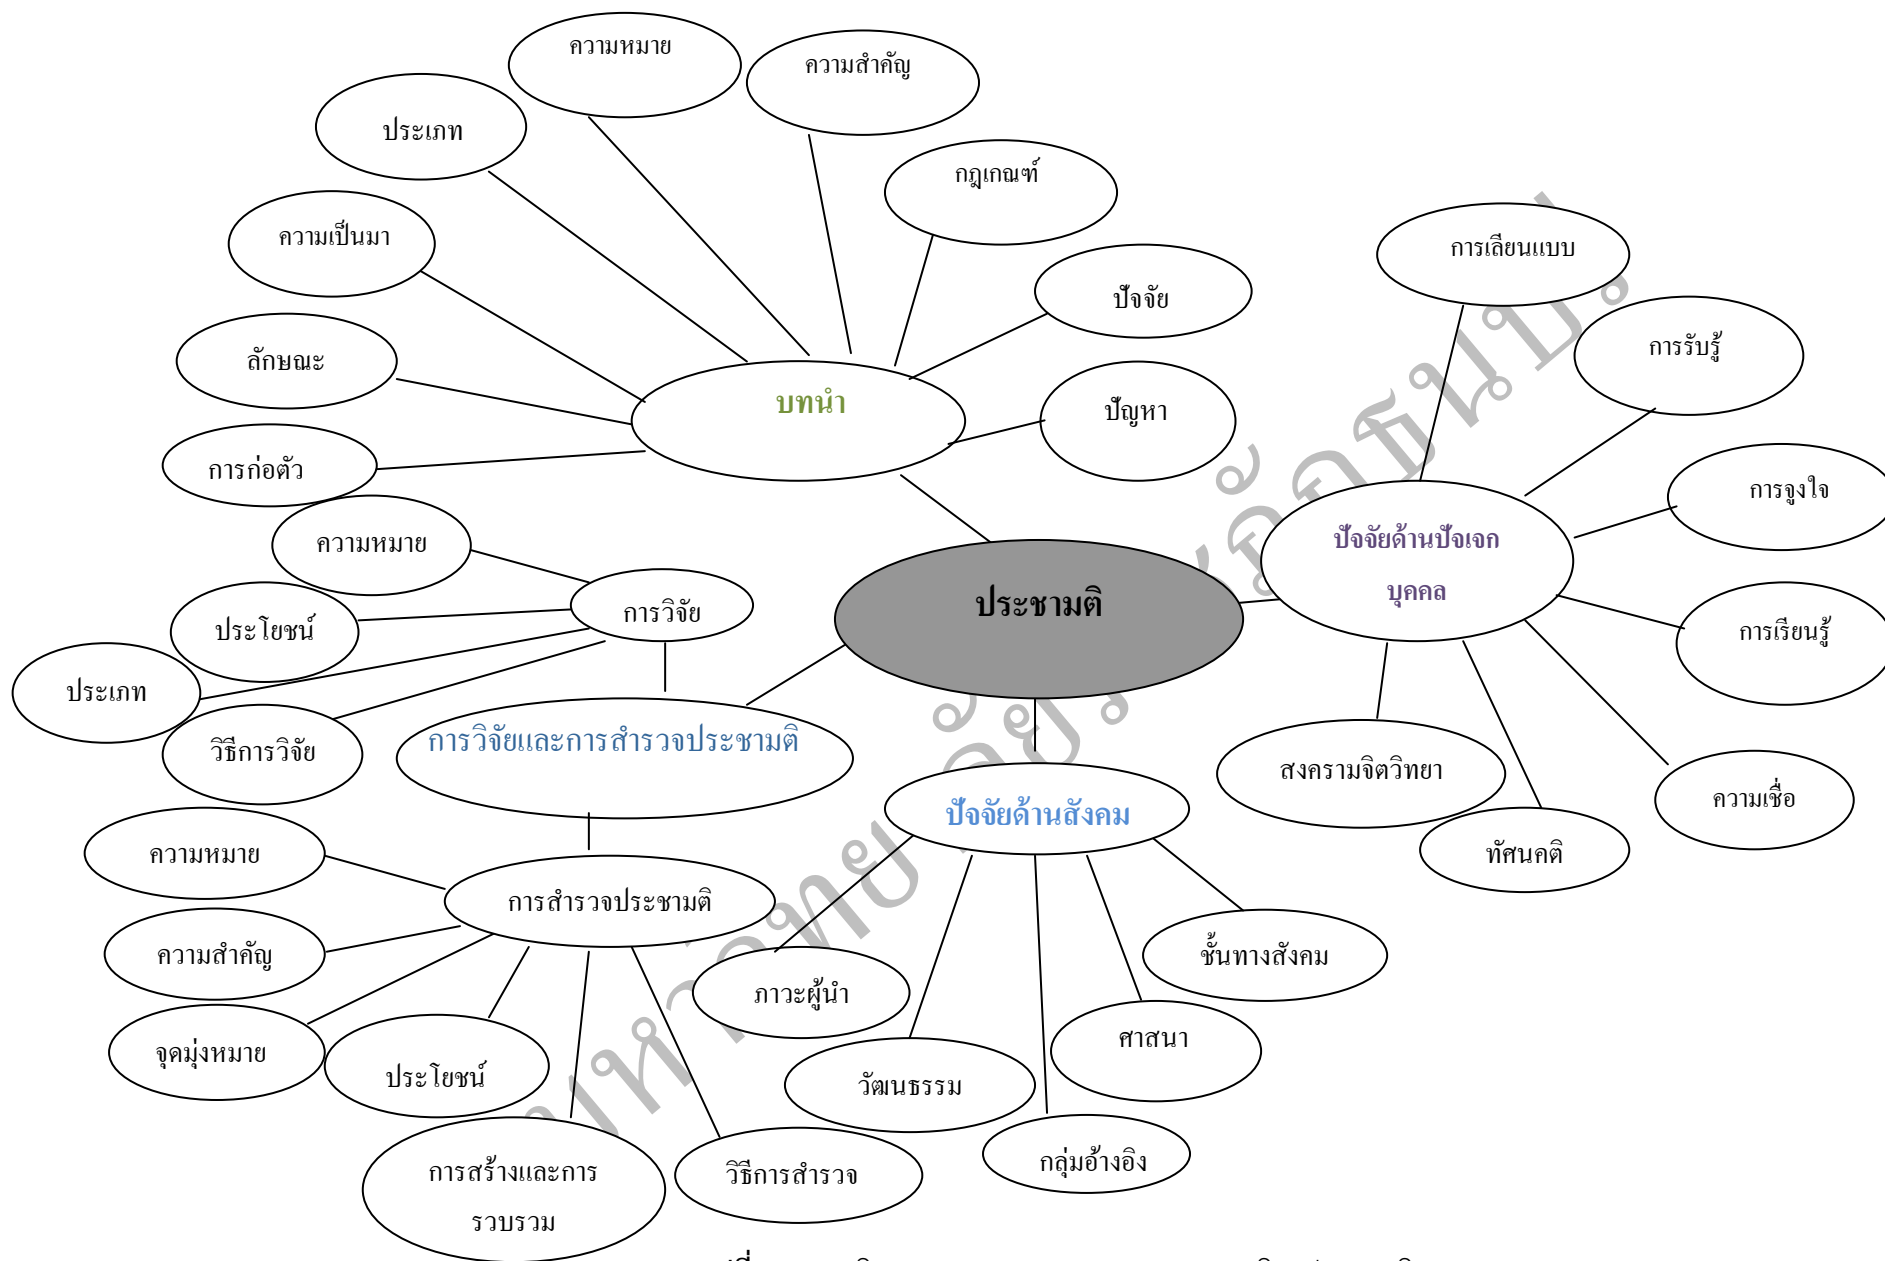 ความหมาย
ความสำคัญ
ประเภท
กฎเกณฑ์
ความเป็นมา
ปัจจัย
ลักษณะ
ปัญหา
การก่อตัว
บทนำ
การเลียนแบบ
การรับรู้
การจูงใจ
ปัจจัยด้านปัจเจก
บุคคล
การเรียนรู้
ความเชื่อ
ทัศนคติ
สงครามจิตวิทยา
ประชามติ
ความหมาย
ประโยชน์
การวิจัย
ประเภท
วิธีการวิจัย
การวิจัยและการสำรวจประชามติ
ปัจจัยด้านสังคม
ความหมาย
การสำรวจประชามติ
ความสำคัญ
จุดมุ่งหมาย
ประโยชน์
การสร้างและการ
รวบรวม
วิธีการสำรวจ
ภาวะผู้นำ
วัฒนธรรม
กลุ่มอ้างอิง
ศาสนา
ชั้นทางสังคม